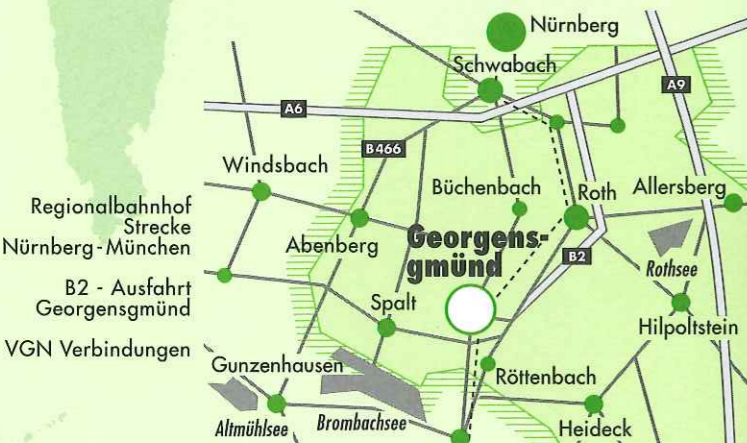 Nürnberg
Schwabach
A9
A6
B466
Windsbach
Büchenbach
Roth
Allersberg
Regionalbahnhof
Strecke
Nürnberg-München
Abenberg
Georgens-
gmünd
B2
Rothsee
B2 - Ausfahrt
Georgensgmünd
Spalt
Hilpoltstein
VGN Verbindungen
Gunzenhausen
Röttenbach
Altmühlsee
Brombachsee
Heideck